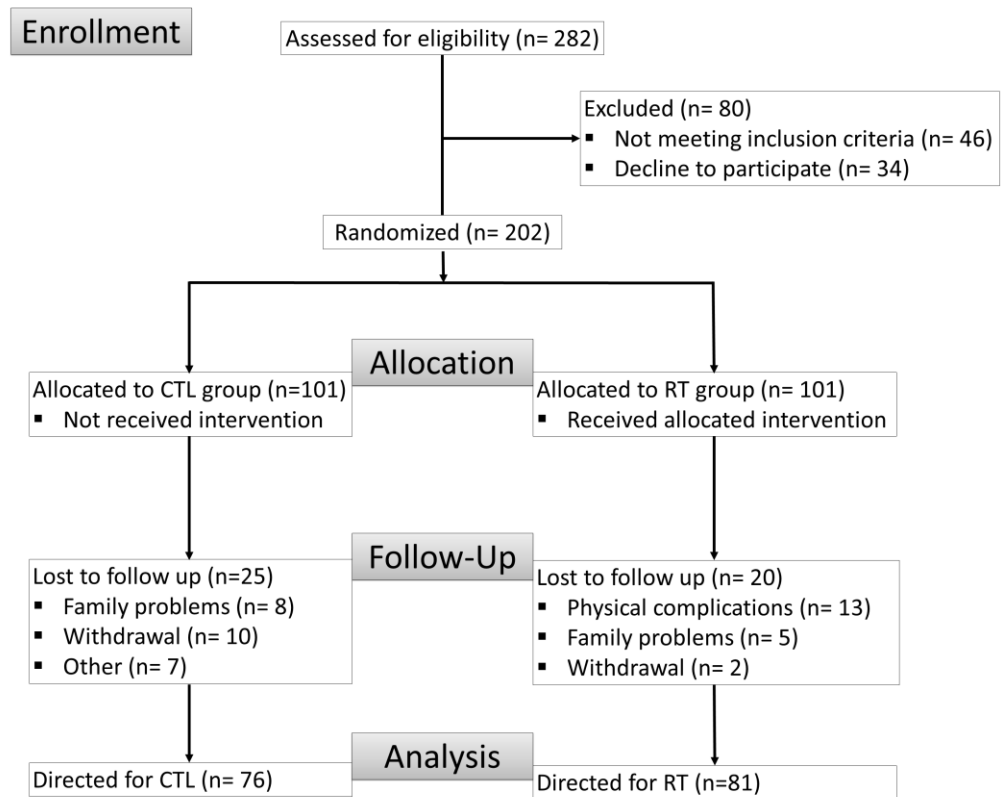 Enrollment
Assessed for eligibility (n= 282)
Excluded (n= 80)
▪ Not meeting inclusion criteria (n= 46)
▪ Decline to participate (n= 34)
Randomized (n= 202)
Allocation
Allocated to CTL group (n=101)
▪ Not received intervention
Allocated to RT group (n= 101)
▪ Received allocated intervention
Follow-Up
Lost to follow up (n=25)
▪ Family problems (n= 8)
▪ Withdrawal (n= 10)
▪ Other (n= 7)
Lost to follow up (n= 20)
▪ Physical complications (n= 13)
▪ Family problems (n= 5)
▪ Withdrawal (n= 2)
Analysis
Directed for CTL (n= 76)
Directed for RT (n=81)